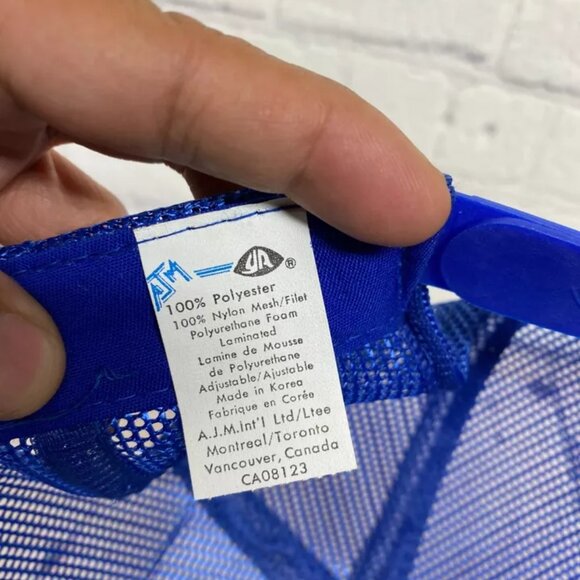 AJM ®
100% Polyester
100% Nylon Mesh/Filet
Polyurethane Foam
Laminated
Lamine de Mousse
de Polyurethane
Adjustable/Ajustable
Made in Korea
Fabrique en Corée
A.J.M.Int'l Ltd/Ltee
Montreal/Toronto
Vancouver, Canada
CA08123